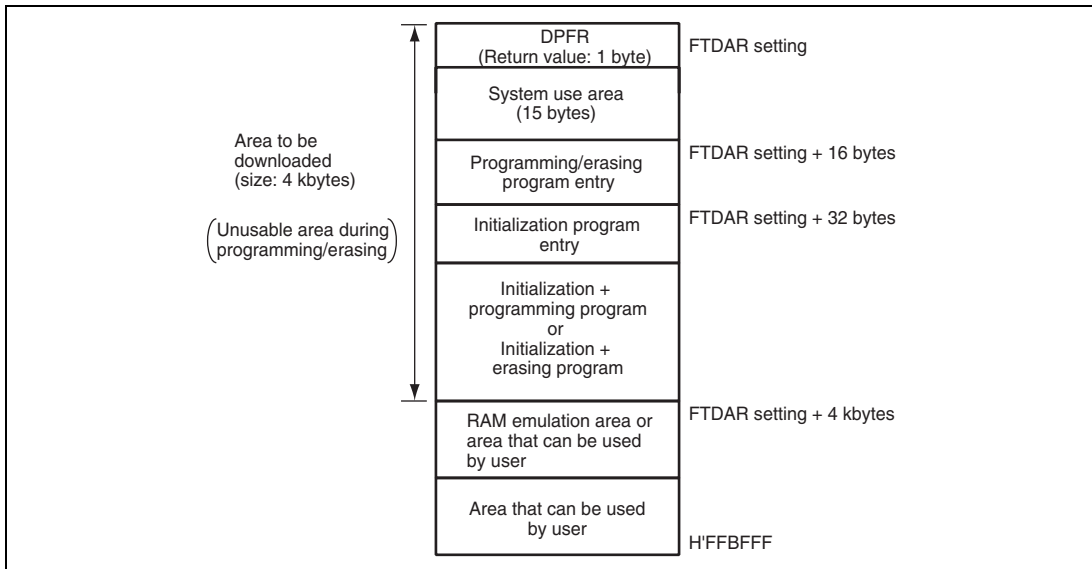 DPFR
(Return value: 1 byte)
FTDAR setting
System use area
(15 bytes)
Area to be
downloaded
(size: 4 kbytes)
(Unusable area during
programming/erasing)
FTDAR setting + 16 bytes
Programming/erasing
program entry
FTDAR setting + 32 bytes
Initialization program
entry
Initialization +
programming program
or
Initialization +
erasing program
FTDAR setting + 4 kbytes
RAM emulation area or
area that can be used
by user
Area that can be used
by user
H'FFBFFF